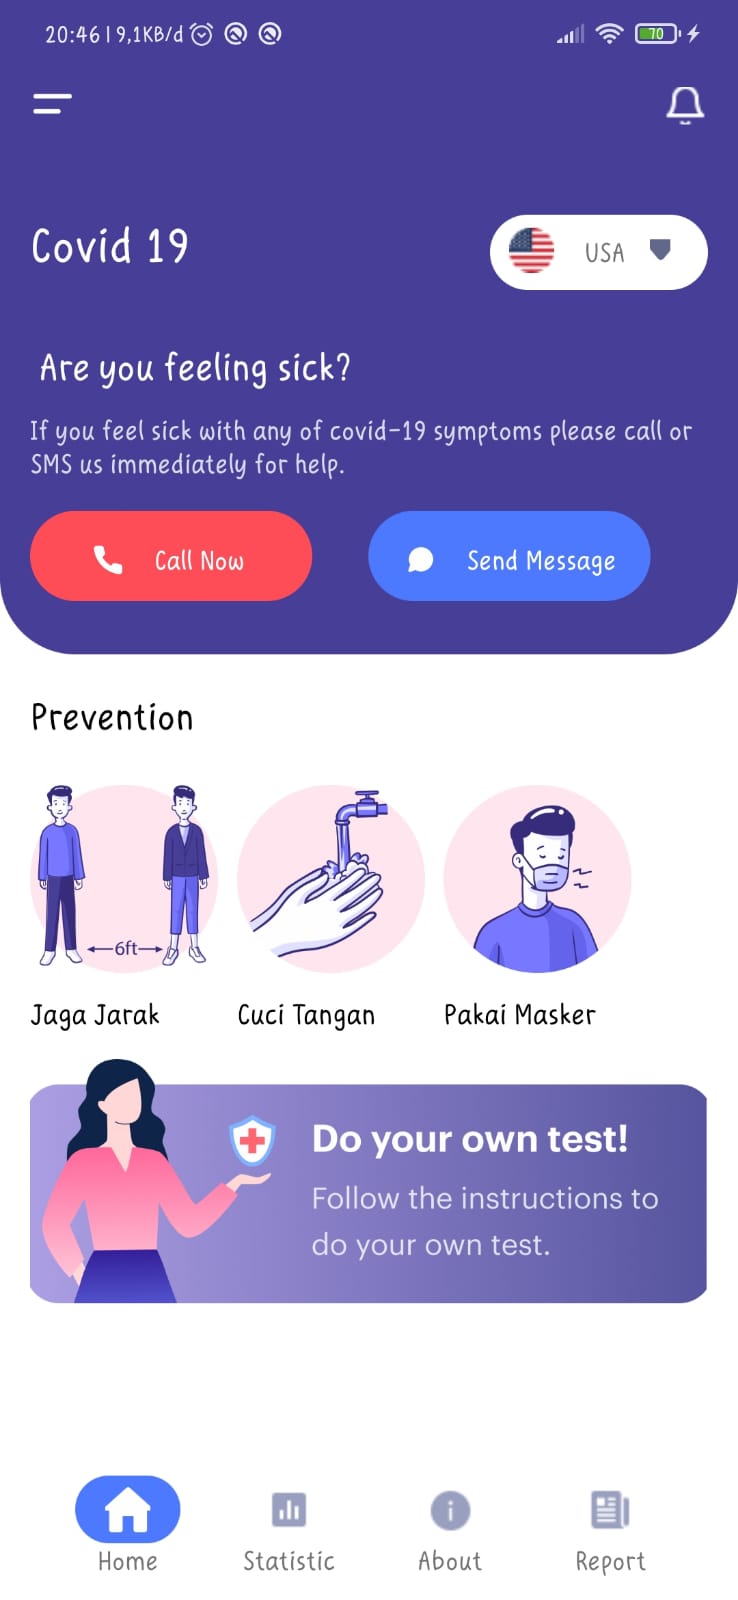 20:46 | 9,1KB/d
70
Covid 19
USA
Are you feeling sick?
If you feel sick with any of covid-19 symptoms please call or
SMS us immediately for help.
Call Now
Send Message
Prevention
6ft
Jaga Jarak
Cuci Tangan
Pakai Masker
Do your own test!
Follow the instructions to
do your own test.
Home
Statistic
About
Report